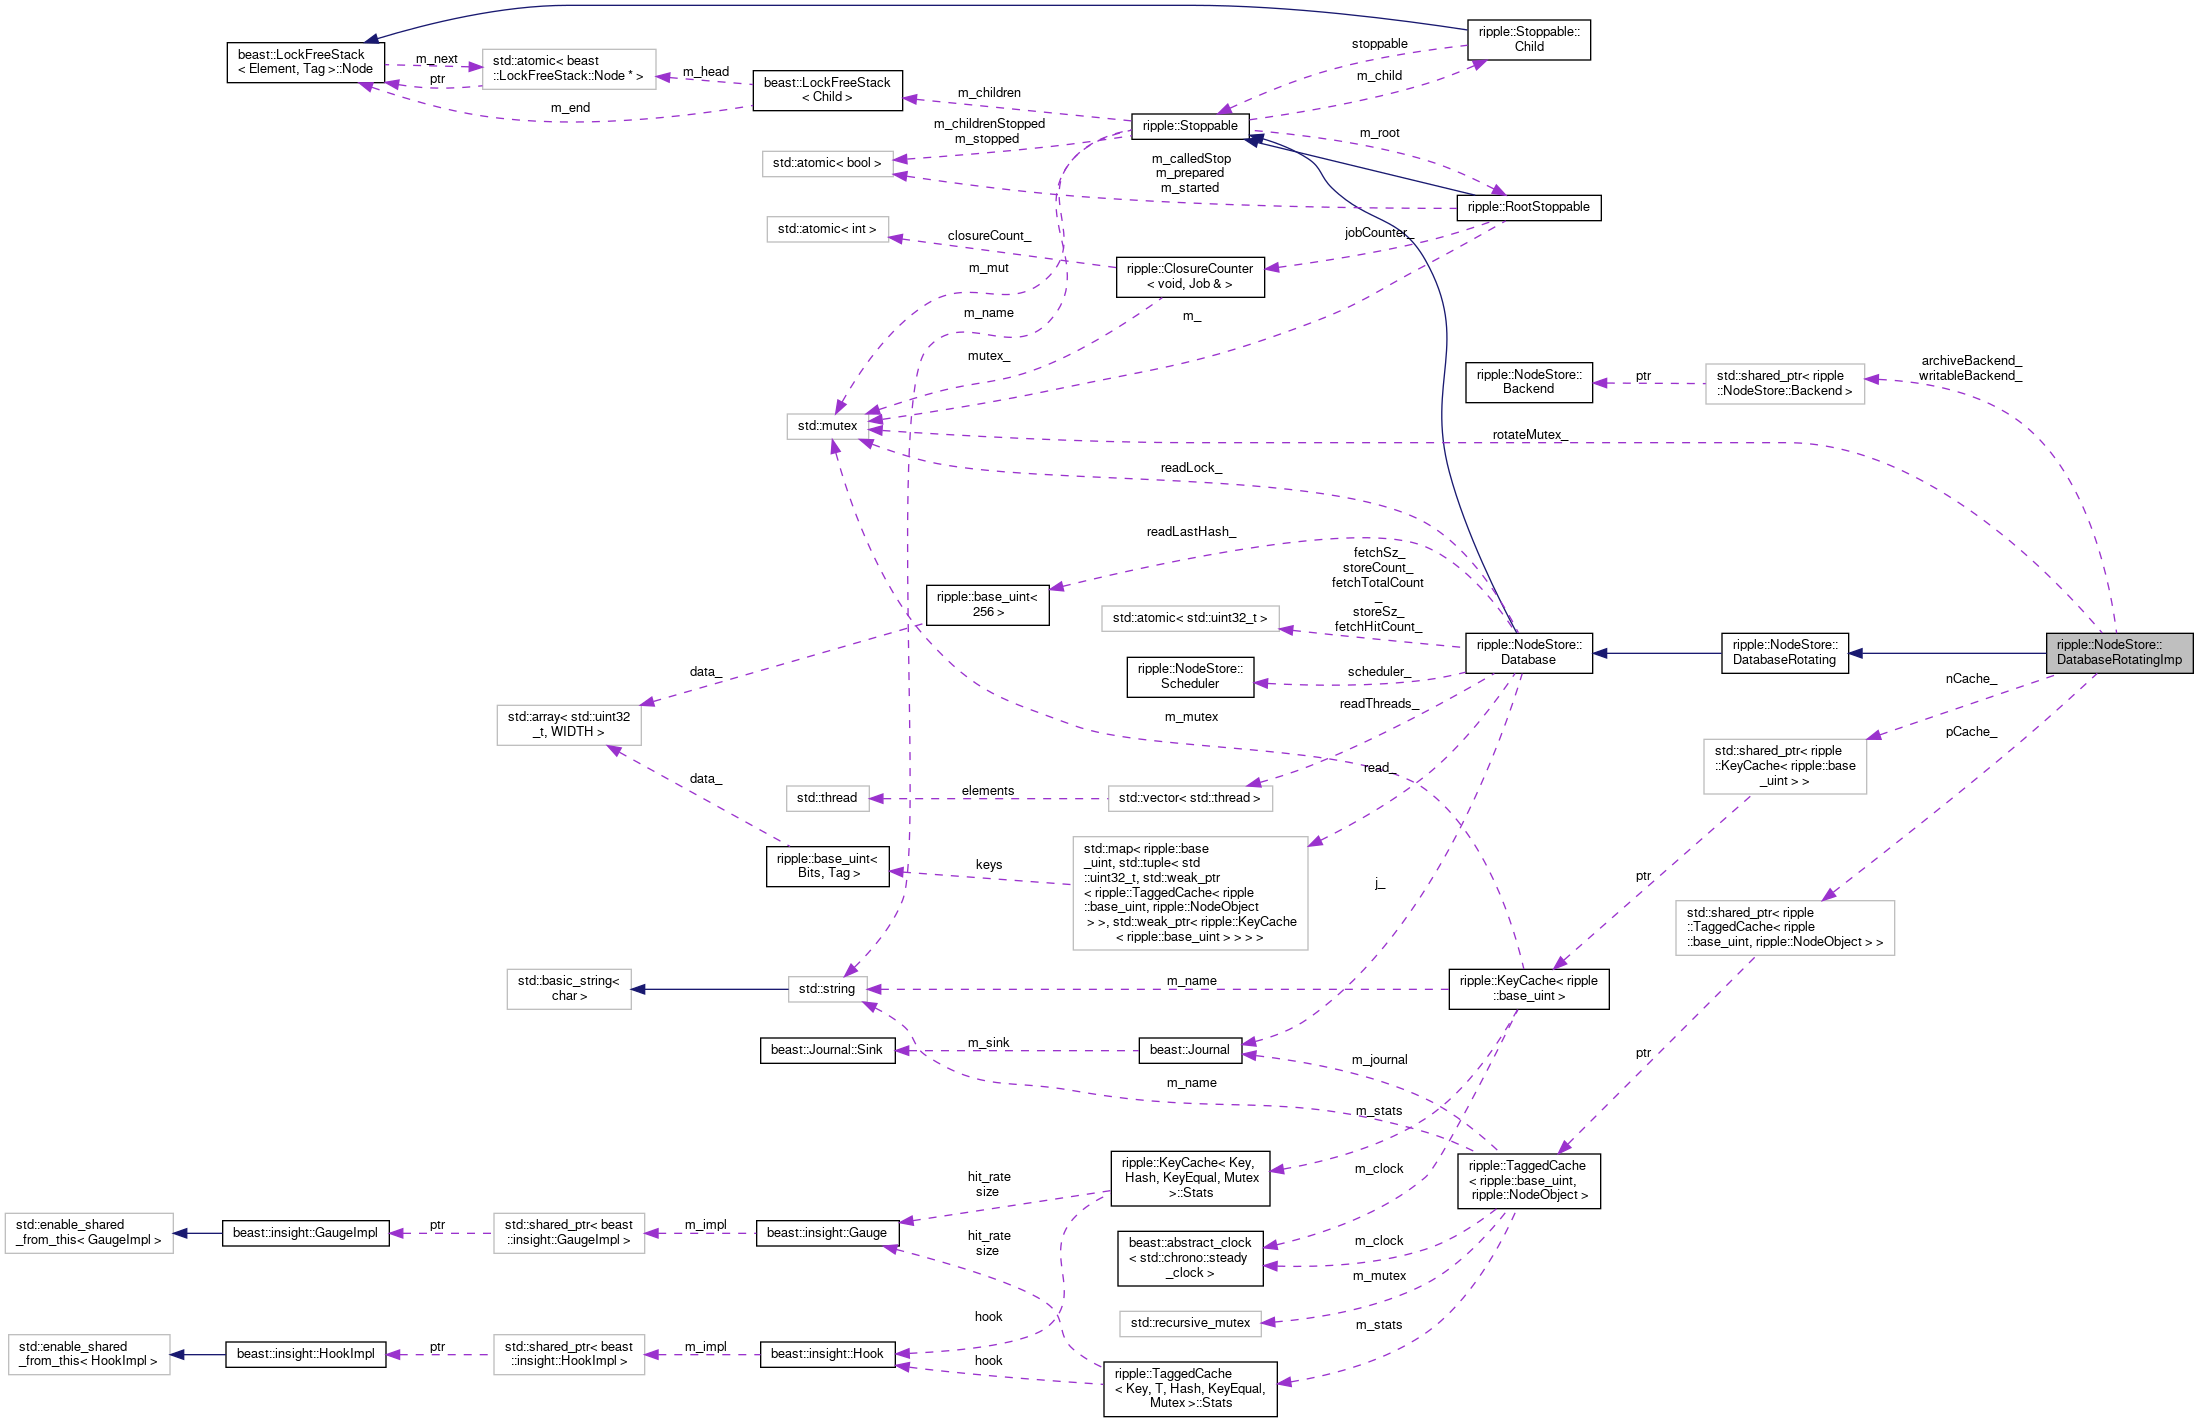 ripple::Stoppable::
Child
stoppable
m_child
beast::LockFreeStack
< Element, Tag >::Node
m_next
ptr
std::atomic< beast
::LockFreeStack::Node * >
m_head
m_end
beast::LockFreeStack
< Child >
m_children
m_childrenStopped
m_stopped
ripple::Stoppable
m_root
std::atomic< bool >
m_calledStop
m_prepared
m_started
ripple::RootStoppable
std::atomic< int >
closureCount_
jobCounter_
ripple::ClosureCounter
< void, Job & >
m_mut
m_name
m_
mutex_
ripple::NodeStore::
Backend
ptr
std::shared_ptr< ripple
::NodeStore::Backend >
archiveBackend_
writableBackend_
std::mutex
rotateMutex_
readLock_
readLastHash_
fetchSz_
storeCount_
fetchTotalCount
_
storeSz_
fetchHitCount_
ripple::base_uint<
256 >
std::atomic< std::uint32_t >
ripple::NodeStore::
Database
ripple::NodeStore::
DatabaseRotating
ripple::NodeStore::
DatabaseRotatingImp
ripple::NodeStore::
Scheduler
scheduler_
data_
readThreads_
nCache_
std::array< std::uint32
_t, WIDTH >
m_mutex
pCache_
std::shared_ptr< ripple
::KeyCache< ripple::base
_uint > >
data_
read_
std::thread
elements
std::vector< std::thread >
ripple::base_uint<
Bits, Tag >
keys
std::map< ripple::base
_uint, std::tuple< std
::uint32_t, std::weak_ptr
< ripple::TaggedCache< ripple
::base_uint, ripple::NodeObject
> >, std::weak_ptr< ripple::KeyCache
< ripple::base_uint > > > >
j_
ptr
std::shared_ptr< ripple
::TaggedCache< ripple
::base_uint, ripple::NodeObject > >
std::basic_string<
char >
std::string
m_name
ripple::KeyCache< ripple
::base_uint >
beast::Journal::Sink
m_sink
beast::Journal
m_journal
ptr
m_name
m_stats
ripple::KeyCache< Key,
Hash, KeyEqual, Mutex
>::Stats
m_clock
ripple::TaggedCache
< ripple::base_uint,
ripple::NodeObject >
hit_rate
size
std::enable_shared
_from_this< GaugeImpl >
beast::insight::GaugeImpl
ptr
std::shared_ptr< beast
::insight::GaugeImpl >
m_impl
beast::insight::Gauge
hit_rate
size
beast::abstract_clock
< std::chrono::steady
_clock >
m_clock
m_mutex
std::recursive_mutex
m_stats
hook
std::enable_shared
_from_this< HookImpl >
beast::insight::HookImpl
ptr
std::shared_ptr< beast
::insight::HookImpl >
m_impl
beast::insight::Hook
hook
ripple::TaggedCache
< Key, T, Hash, KeyEqual,
Mutex >::Stats